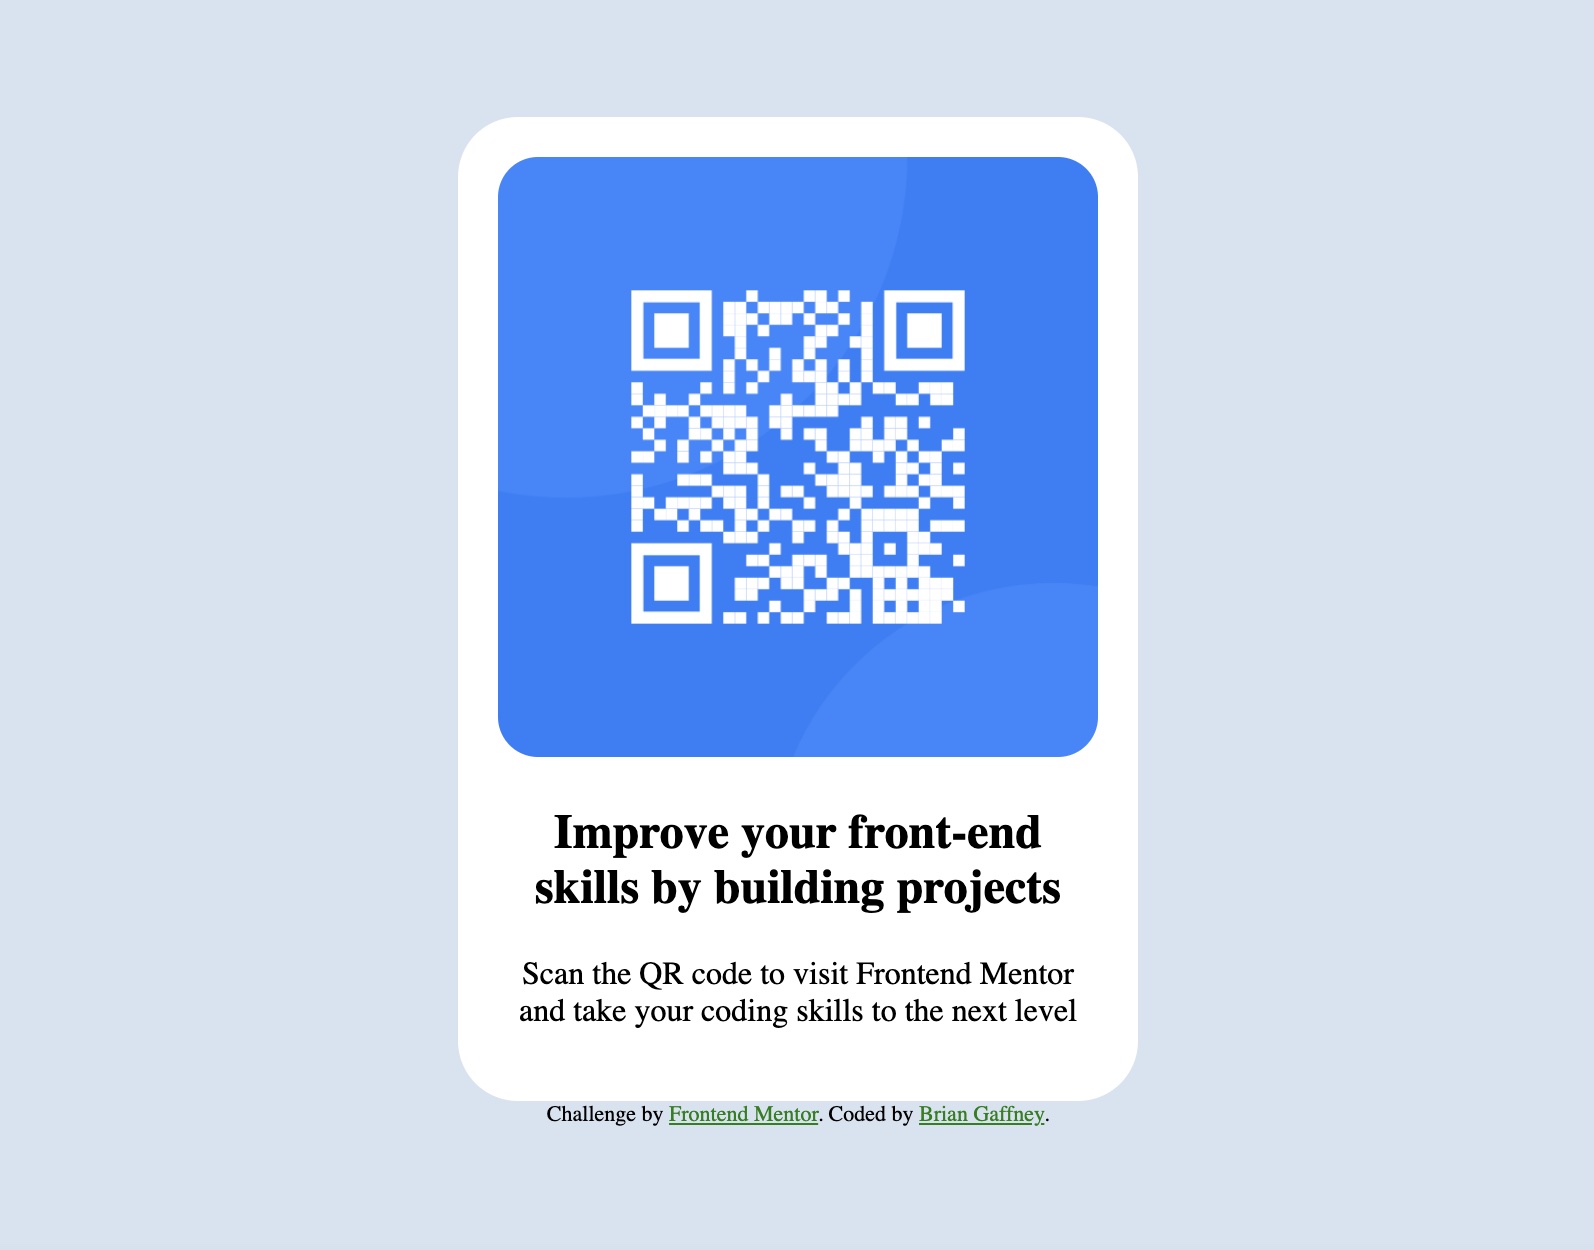 Improve your front-end
skills by building projects
Scan the QR code to visit Frontend Mentor
and take your coding skills to the next level
Challenge by Frontend Mentor. Coded by Brian Gaffney.